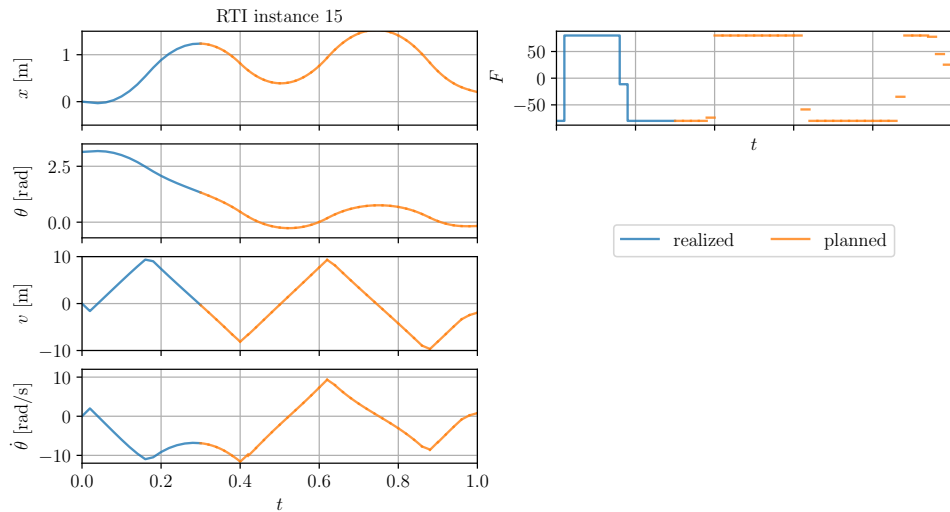 RTI instance 15
1
0
x [m]
2.5
0.0
θ [rad]
10
0
−10
v [m]
10
0
−10
θ̇ [rad/s]
0.0 0.2 0.4 0.6 0.8 1.0
t
50
0
−50
F
t
realized planned